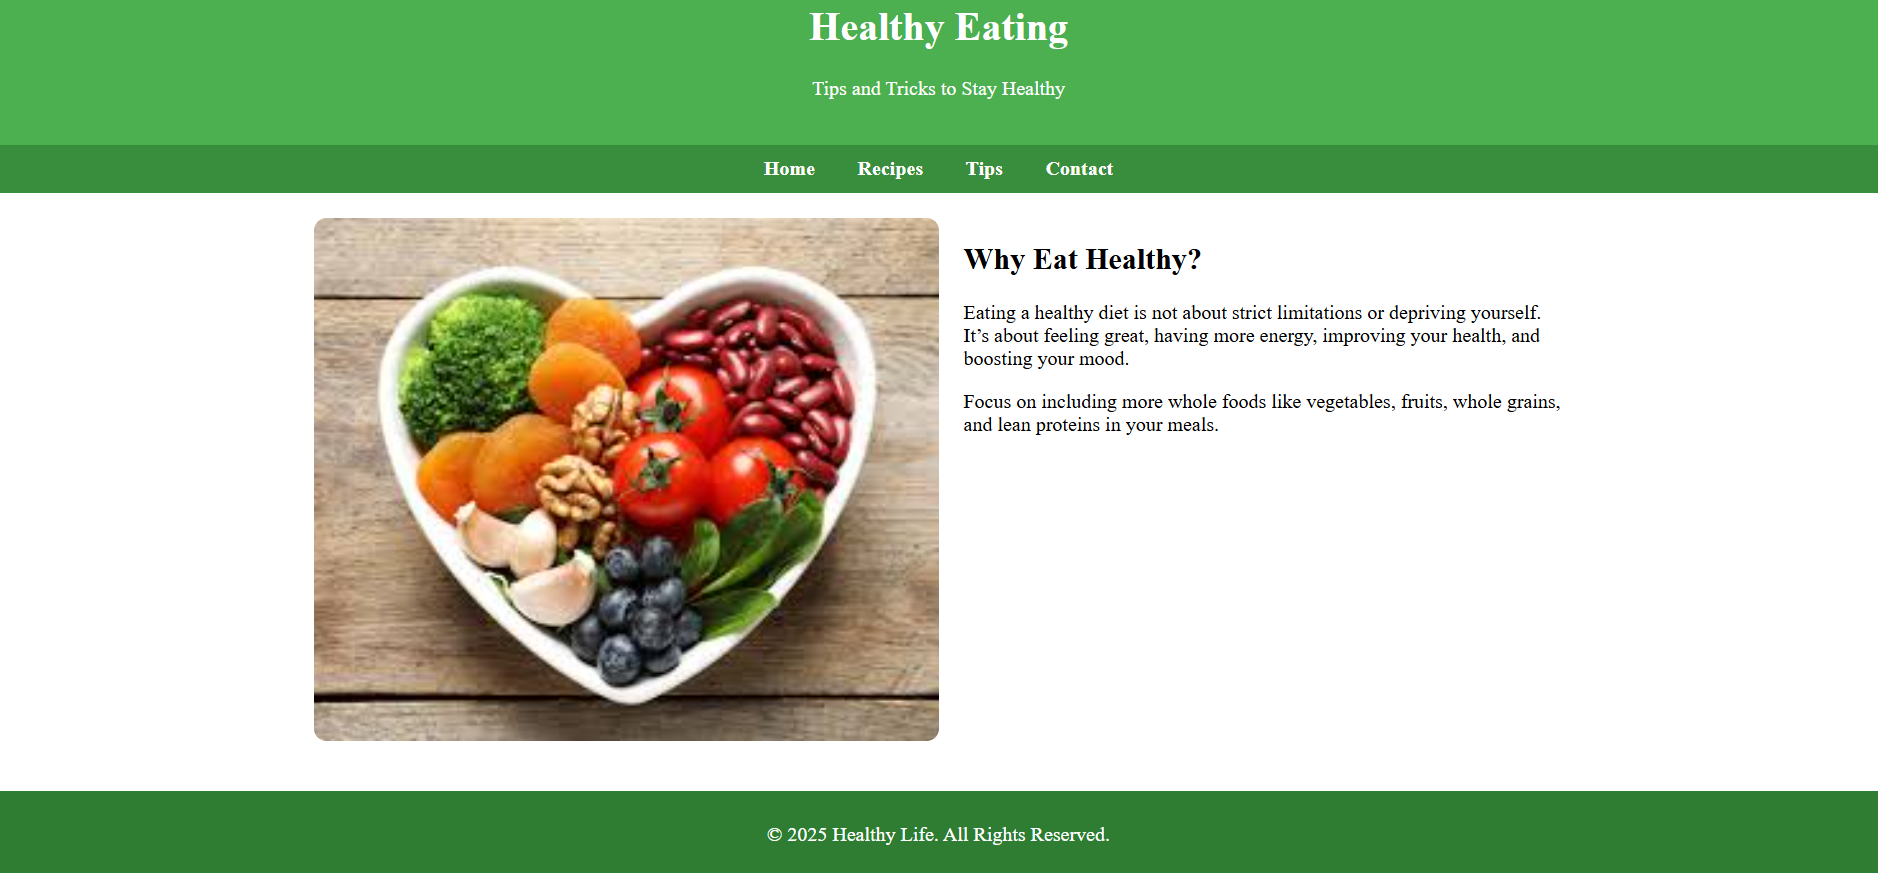 Healthy Eating
Tips and Tricks to Stay Healthy
Home Recipes Tips Contact
Why Eat Healthy?
Eating a healthy diet is not about strict limitations or depriving yourself.
It’s about feeling great, having more energy, improving your health, and
boosting your mood.
Focus on including more whole foods like vegetables, fruits, whole grains,
and lean proteins in your meals.
© 2025 Healthy Life. All Rights Reserved.